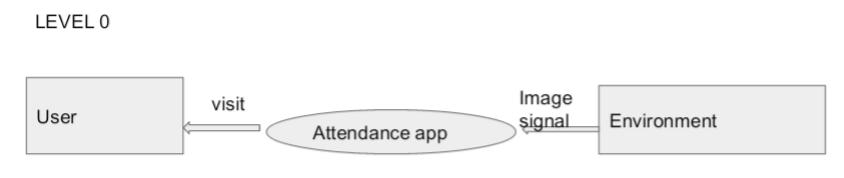 LEVEL 0
User
visit
Attendance app
Image
signal
Environment